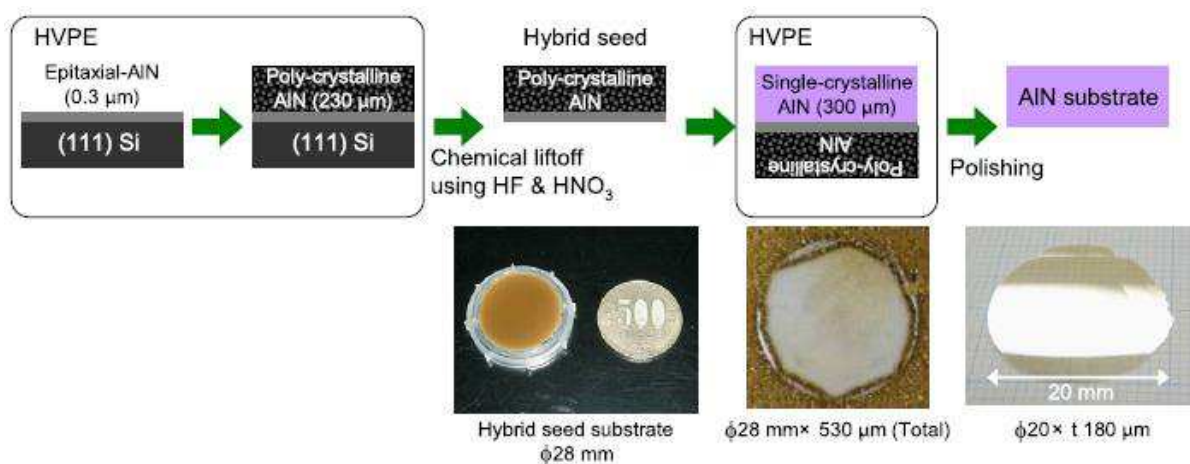 HVPE
Epitaxial-AlN
(0.3 µm)
(111) Si
Poly-crystalline
AlN (230 µm)
(111) Si
Chemical liftoff
using HF & HNO₃
Hybrid seed
Poly-crystalline
AlN
HVPE
Single-crystalline
AlN (300 µm)
Poly-crystalline
AlN
Polishing
AlN substrate
500
20 mm
Hybrid seed substrate
ϕ28 mm
ϕ28 mm× 530 µm (Total)
ϕ20× t 180 µm